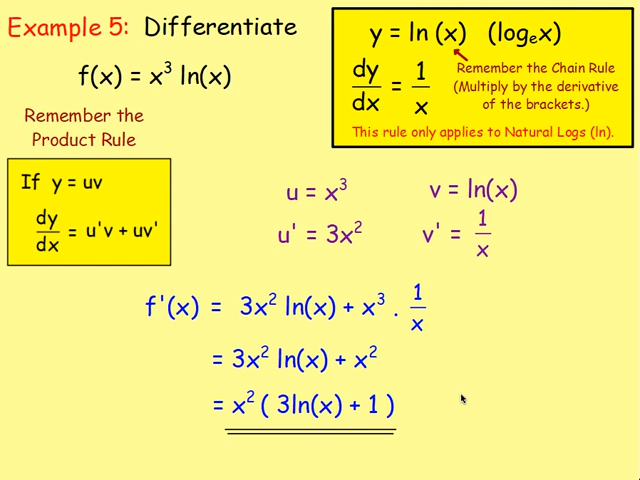 Example 5: Differentiate
f(x) = x³ ln(x)
y = ln (x) (logₑx)
dy/dx = 1/x
Remember the Chain Rule
(Multiply by the derivative
of the brackets.)
This rule only applies to Natural Logs (ln).
Remember the
Product Rule
If y = uv
dy/dx = u'v + uv'
u = x³ v = ln(x)
u' = 3x² v' = 1/x
f'(x) = 3x² ln(x) + x³ . 1/x
= 3x² ln(x) + x²
= x² ( 3ln(x) + 1 )